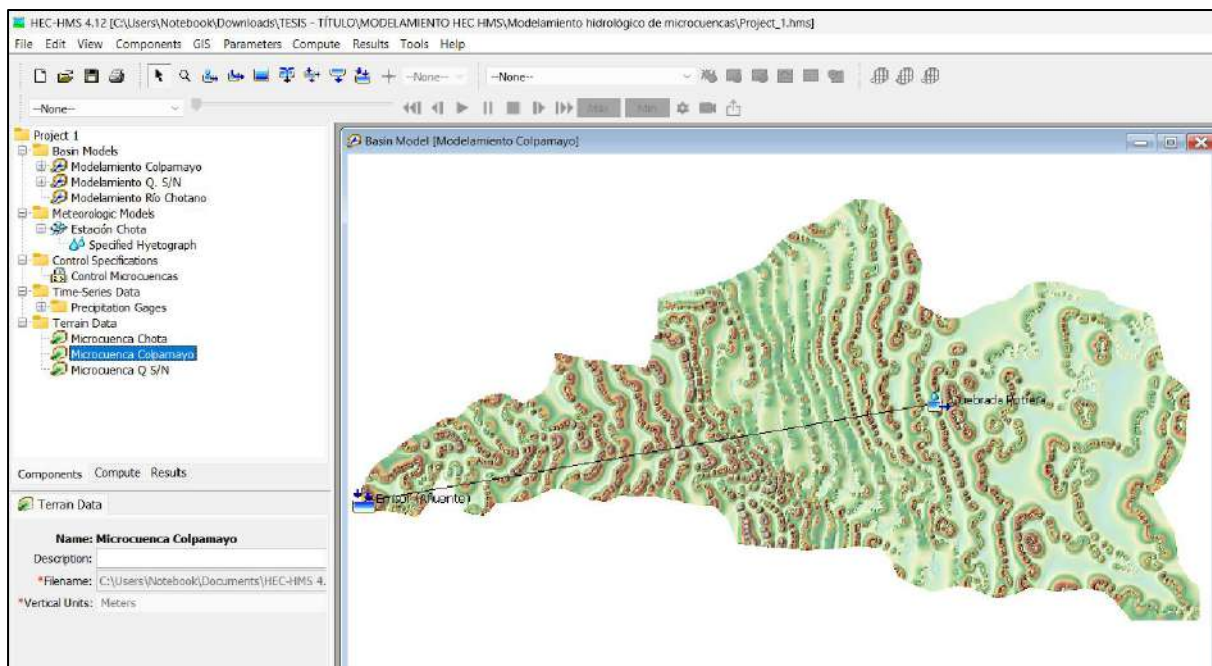 HEC-HMS 4.12 [C:\Users\Notebook\Downloads\TESIS - TÍTULO\MODELAMIENTO HEC HMS\Modelamiento hidrológico de microcuencas\Project_1.hms]
File Edit View Components GIS Parameters Compute Results Tools Help
--None-- --None--
--None--
Project 1
Basin Models
Modelamiento Colpamayo
Modelamiento Q. S/N
Modelamiento Río Chotano
Meteorologic Models
Estación Chota
Specified Hyetograph
Control Specifications
Control Microcuencas
Time-Series Data
Precipitation Gages
Terrain Data
Microcuenca Chota
Microcuenca Colpamayo
Microcuenca Q S/N
Components Compute Results
Terrain Data
Name: Microcuenca Colpamayo
Description:
*Filename: C:\Users\Notebook\Documents\HEC-HMS 4.
*Vertical Units: Meters
Basin Model [Modelamiento Colpamayo]
(Afluente)